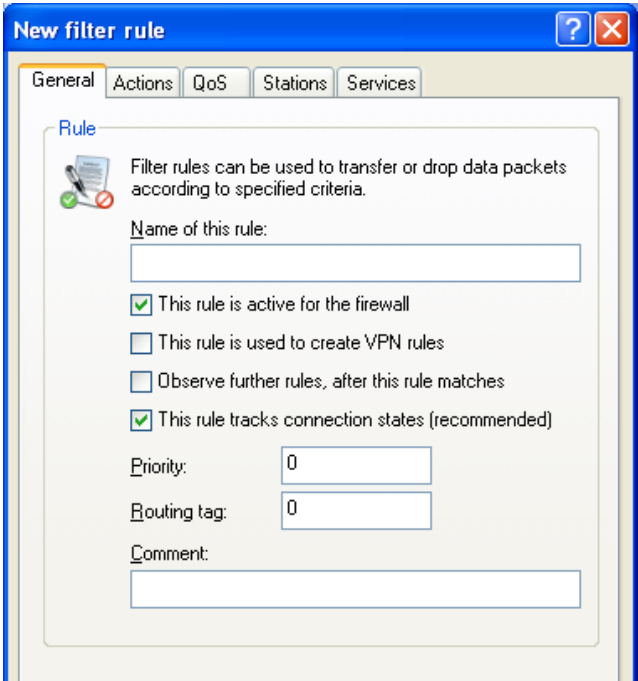 New filter rule
?
General
Actions
QoS
Stations
Services
Rule
Filter rules can be used to transfer or drop data packets
according to specified criteria.
Name of this rule:
This rule is active for the firewall
This rule is used to create VPN rules
Observe further rules, after this rule matches
This rule tracks connection states (recommended)
Priority: 0
Routing tag: 0
Comment: